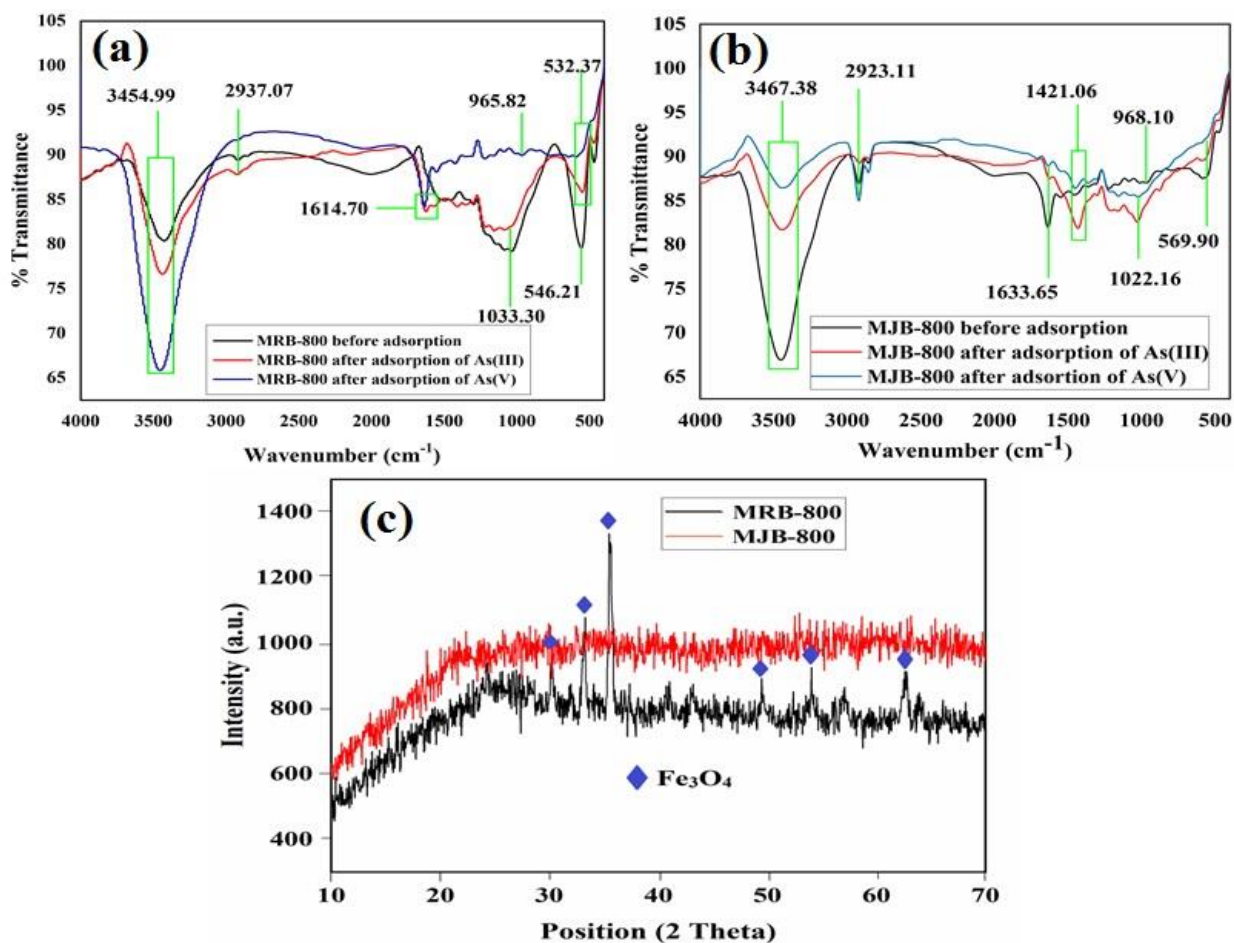 (a)
105
100
95
90
85
80
75
70
65
% Transmittance
3454.99
2937.07
965.82
532.37
1614.70
1033.30
546.21
MRB-800 before adsorption
MRB-800 after adsorption of As(III)
MRB-800 after adsorption of As(V)
4000 3500 3000 2500 2000 1500 1000 500
Wavenumber (cm-1)
(b)
105
100
95
90
85
80
75
70
65
% Transmittance
3467.38
2923.11
1421.06
968.10
1633.65
1022.16
569.90
MJB-800 before adsorption
MJB-800 after adsorption of As(III)
MJB-800 after adsortion of As(V)
4000 3500 3000 2500 2000 1500 1000 500
Wavenumber (cm-1)
(c)
1400
1200
1000
800
600
400
Intensity (a.u.)
MRB-800
MJB-800
Fe3O4
10 20 30 40 50 60 70
Position (2 Theta)